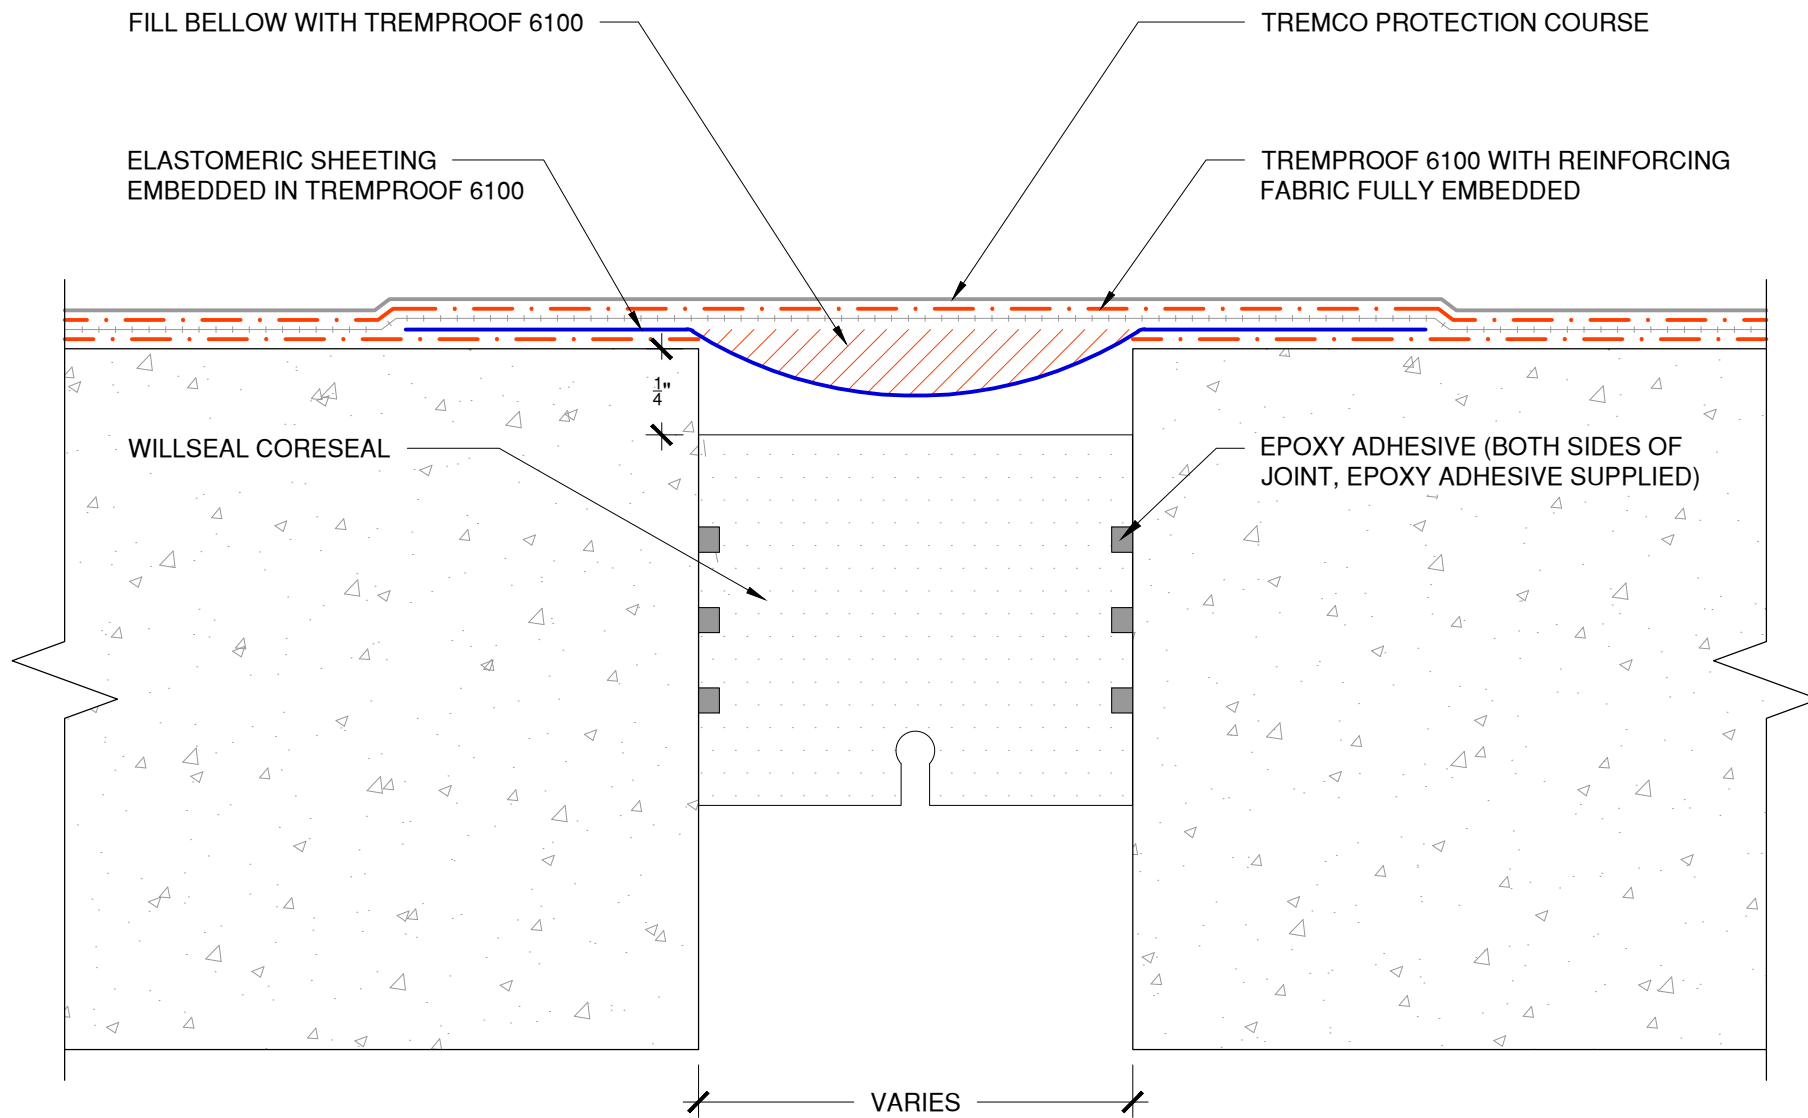 FILL BELLOW WITH TREMPROOF 6100
TREMCO PROTECTION COURSE
ELASTOMERIC SHEETING
EMBEDDED IN TREMPROOF 6100
TREMPROOF 6100 WITH REINFORCING
FABRIC FULLY EMBEDDED
1/4"
WILLSEAL CORESEAL
EPOXY ADHESIVE (BOTH SIDES OF
JOINT, EPOXY ADHESIVE SUPPLIED)
VARIES